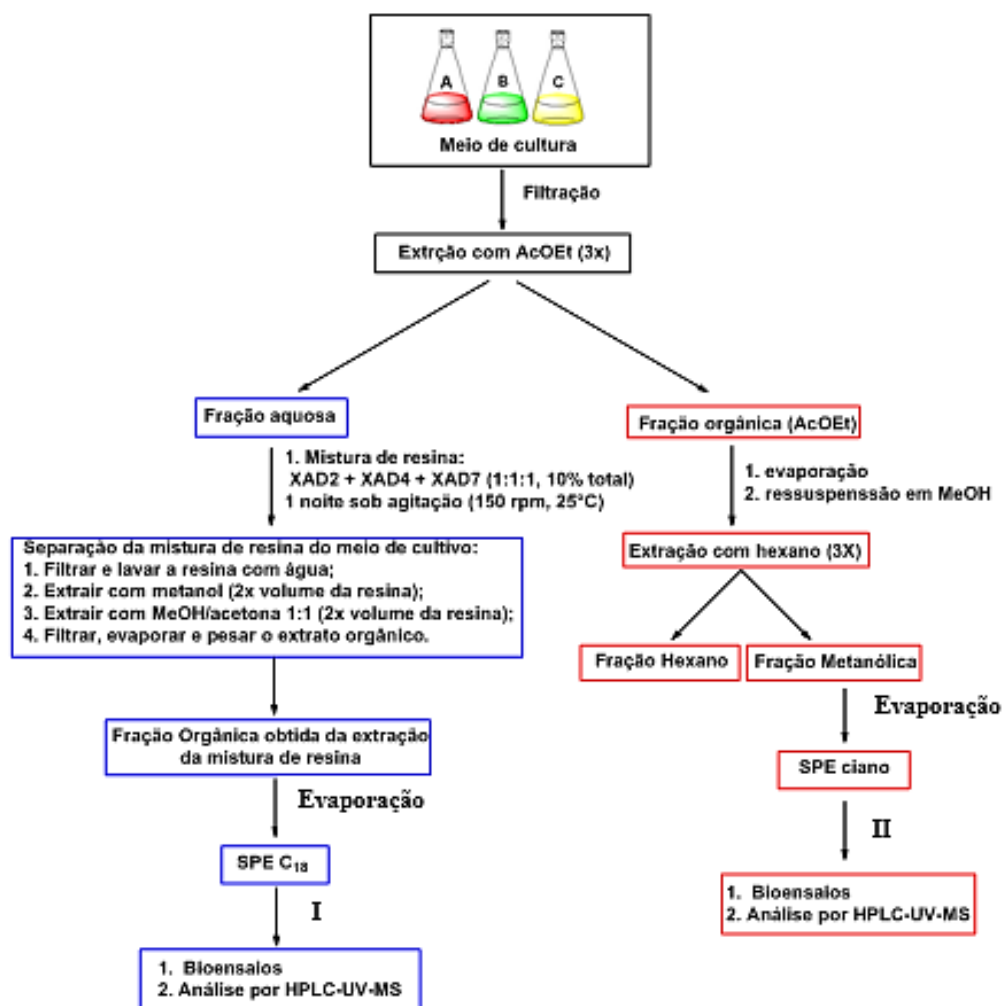 A B C
Meio de cultura
Filtração
Extrção com AcOEt (3x)
Fração aquosa
Fração orgânica (AcOEt)
1. Mistura de resina:
XAD2 + XAD4 + XAD7 (1:1:1, 10% total)
1 noite sob agitação (150 rpm, 25°C)
1. evaporação
2. ressuspenssão em MeOH
Separação da mistura de resina do meio de cultivo:
1. Filtrar e lavar a resina com água;
2. Extrair com metanol (2x volume da resina);
3. Extrair com MeOH/acetona 1:1 (2x volume da resina);
4. Filtrar, evaporar e pesar o extrato orgânico.
Extração com hexano (3X)
Fração Hexano
Fração Metanólica
Evaporação
Fração Orgânica obtida da extração
da mistura de resina
SPE ciano
Evaporação
II
SPE C₁₈
I
1. Bioensaios
2. Análise por HPLC-UV-MS
1. Bioensaios
2. Análise por HPLC-UV-MS